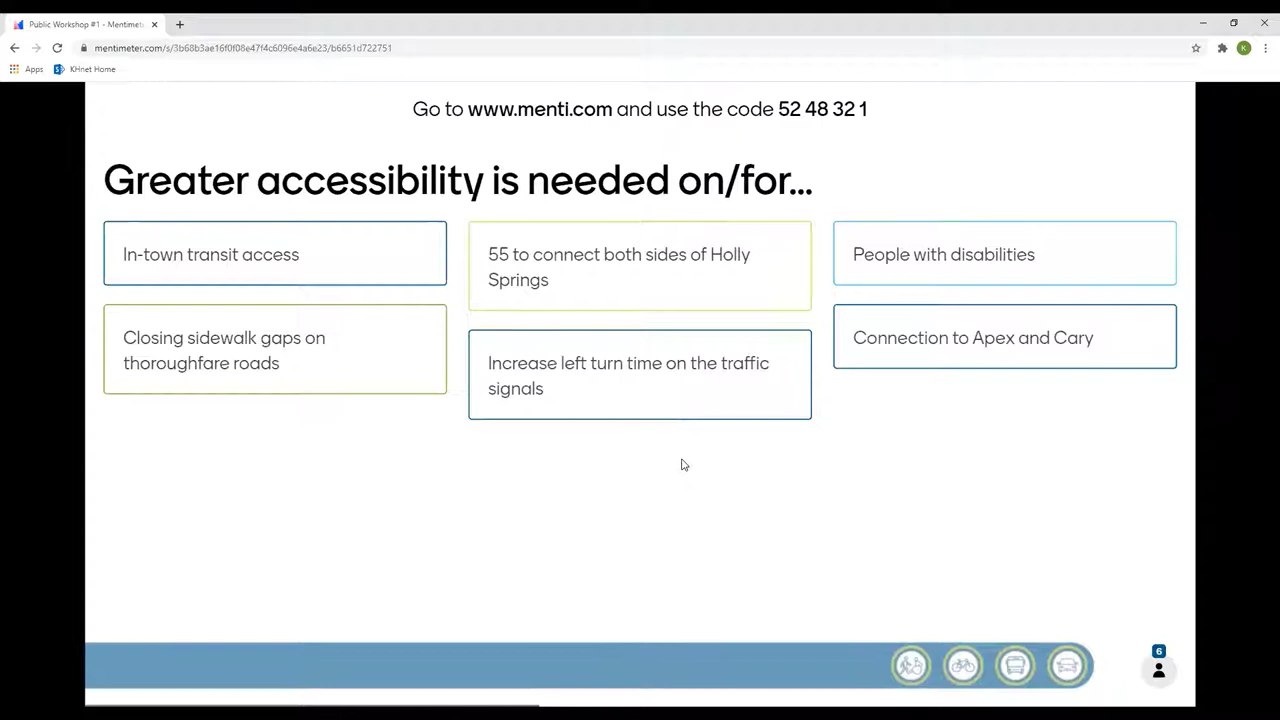 Public Workshop #1 - Mentimete
mentimeter.com/s/3b68b3ae16f0f08e47f4c6096e4a6e23/b6651d722751
K
Apps
KHnet Home
Go to www.menti.com and use the code 52 48 32 1
Greater accessibility is needed on/for...
In-town transit access
55 to connect both sides of Holly
Springs
People with disabilities
Closing sidewalk gaps on
thoroughfare roads
Increase left turn time on the traffic
signals
Connection to Apex and Cary
6